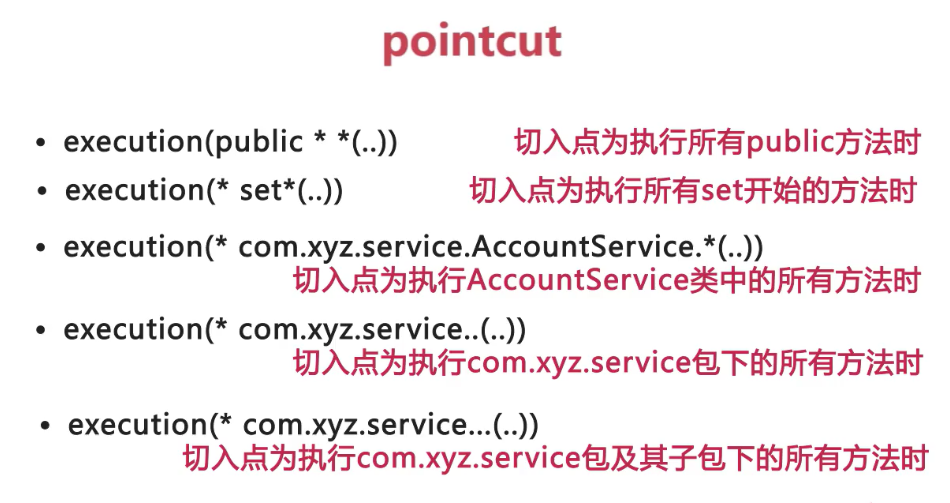 pointcut
• execution(public * *(..)) 切入点为执行所有public方法时
• execution(* set*(..)) 切入点为执行所有set开始的方法时
• execution(* com.xyz.service.AccountService.*(..))
切入点为执行AccountService类中的所有方法时
• execution(* com.xyz.service..(..))
切入点为执行com.xyz.service包下的所有方法时
• execution(* com.xyz.service...(..))
切入点为执行com.xyz.service包及其子包下的所有方法时